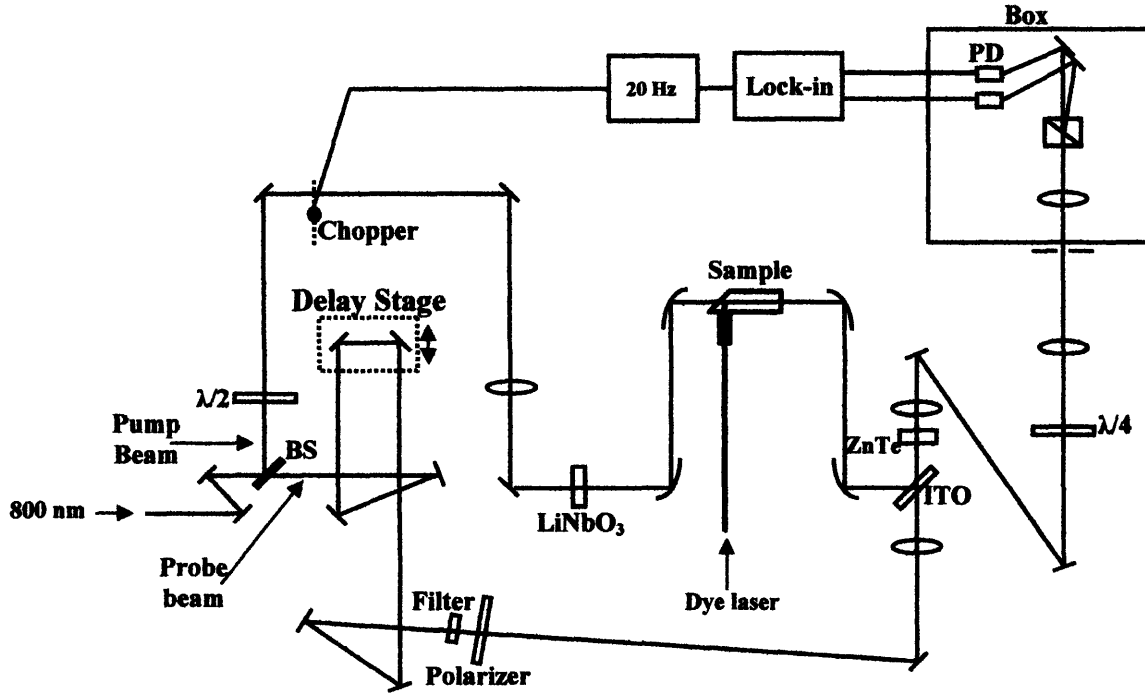 Box
PD
20 Hz
Lock-in
Chopper
Sample
Delay Stage
λ/2
λ/4
Pump
Beam
BS
ZnTe
ITO
800 nm
LiNbO₃
Probe
beam
Dye laser
Filter
Polarizer